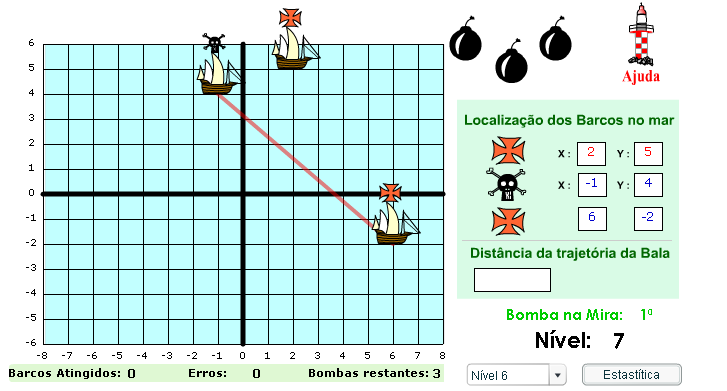 6
5
4
3
2
1
0
-1
-2
-3
-4
-5
-6
-8 -7 -6 -5 -4 -3 -2 -1 0 1 2 3 4 5 6 7 8
Barcos Atingidos: 0 Erros: 0 Bombas restantes: 3
Ajuda
Localização dos Barcos no mar
X : 2 Y : 5
X : -1 Y : 4
6 -2
Distância da trajetória da Bala
Bomba na Mira: 1º
Nível: 7
Nível 6 Estastítica